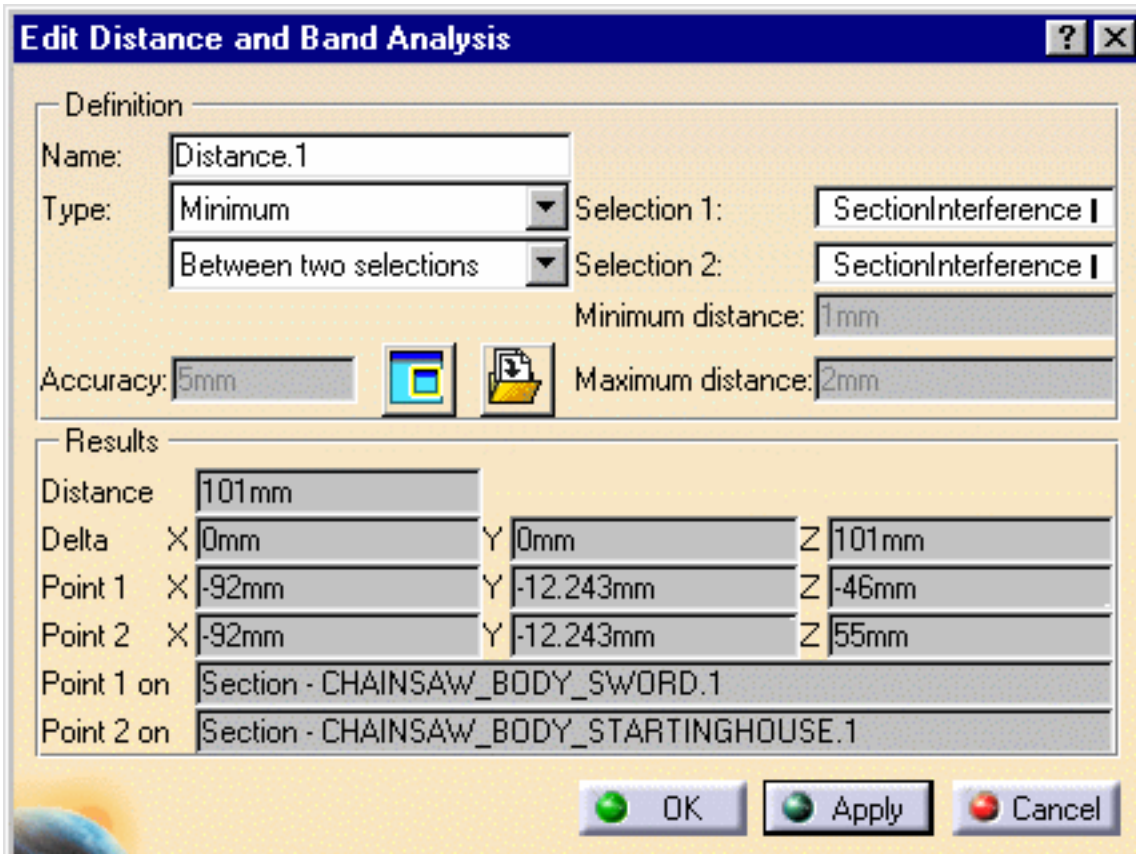 Edit Distance and Band Analysis ?
Definition
Name: Distance.1
Type: Minimum Selection 1: SectionInterference
Between two selections Selection 2: SectionInterference
Minimum distance: 1mm
Accuracy: 5mm Maximum distance: 2mm
Results
Distance 101mm
Delta X 0mm Y 0mm Z 101mm
Point 1 X -92mm Y -12.243mm Z -46mm
Point 2 X -92mm Y -12.243mm Z 55mm
Point 1 on Section - CHAINSAW_BODY_SWORD.1
Point 2 on Section - CHAINSAW_BODY_STARTINGHOUSE.1
OK Apply Cancel